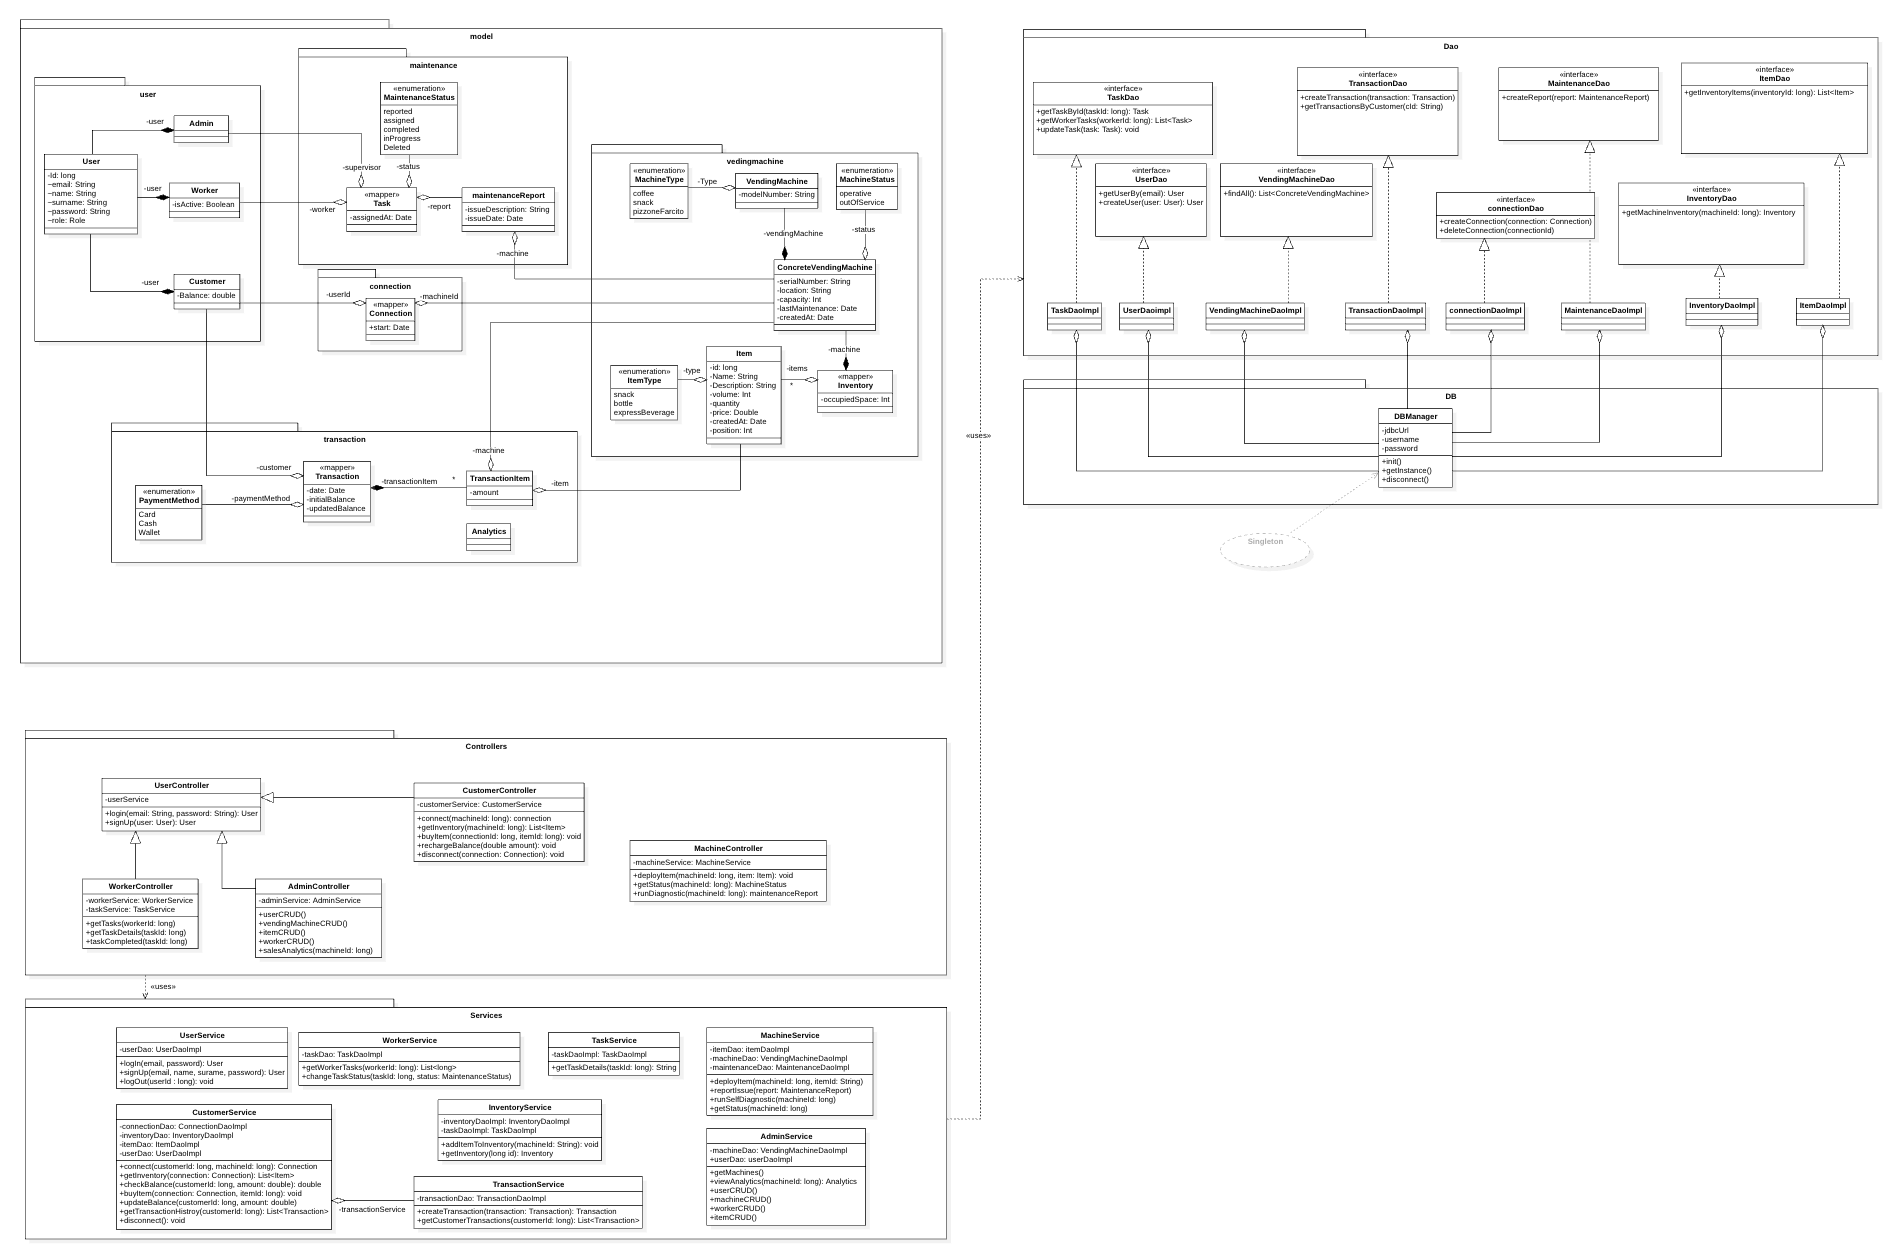 model
user
-user
Admin
User
-Id: long
~email: String
~name: String
~surname: String
~password: String
~role: Role
-user
Worker
-isActive: Boolean
-user
Customer
-Balance: double
maintenance
«enumeration»
MaintenanceStatus
reported
assigned
completed
inProgress
Deleted
-supervisor
-status
«mapper»
Task
-assignedAt: Date
-worker
-report
maintenanceReport
-issueDescription: String
-issueDate: Date
-machine
connection
-userId
-machineId
«mapper»
Connection
+start: Date
vedingmachine
«enumeration»
MachineType
coffee
snack
pizzoneFarcito
-Type
VendingMachine
-modelNumber: String
«enumeration»
MachineStatus
operative
outOfService
-vendingMachine
-status
ConcreteVendingMachine
-serialNumber: String
-location: String
-capacity: Int
-lastMaintenance: Date
-createdAt: Date
-machine
«enumeration»
ItemType
snack
bottle
expressBeverage
-type
Item
-id: long
-Name: String
-Description: String
-volume: Int
-quantity
-price: Double
-createdAt: Date
-position: Int
-items
*
«mapper»
Inventory
-occupiedSpace: Int
transaction
-customer
«mapper»
Transaction
-date: Date
-initialBalance
-updatedBalance
«enumeration»
PaymentMethod
Card
Cash
Wallet
-paymentMethod
-transactionItem
*
-machine
TransactionItem
-amount
-item
Analytics
Dao
«interface»
TaskDao
+getTaskById(taskId: long): Task
+getWorkerTasks(workerId: long): List<Task>
+updateTask(task: Task): void
«interface»
TransactionDao
+createTransaction(transaction: Transaction)
+getTransactionsByCustomer(cId: String)
«interface»
MaintenanceDao
+createReport(report: MaintenanceReport)
«interface»
ItemDao
+getInventoryItems(inventoryId: long): List<Item>
«interface»
UserDao
+getUserBy(email): User
+createUser(user: User): User
«interface»
VendingMachineDao
+findAll(): List<ConcreteVendingMachine>
«interface»
connectionDao
+createConnection(connection: Connection)
+deleteConnection(connectionId)
«interface»
InventoryDao
+getMachineInventory(machineId: long): Inventory
TaskDaoImpl
UserDaoImpl
VendingMachineDaoImpl
TransactionDaoImpl
connectionDaoImpl
MaintenanceDaoImpl
InventoryDaoImpl
ItemDaoImpl
DB
DBManager
-jdbcUrl
-username
-password
+init()
+getInstance()
+disconnect()
Singleton
«uses»
Controllers
UserController
-userService
+login(email: String, password: String): User
+signUp(user: User): User
CustomerController
-customerService: CustomerService
+connect(machineId: long): connection
+getInventory(machineId: long): List<Item>
+buyItem(connectionId: long, itemId: long): void
+rechargeBalance(double amount): void
+disconnect(connection: Connection): void
MachineController
-machineService: MachineService
+deployItem(machineId: long, item: Item): void
+getStatus(machineId: long): MachineStatus
+runDiagnostic(machineId: long): maintenanceReport
WorkerController
-workerService: WorkerService
-taskService: TaskService
+getTasks(workerId: long)
+getTaskDetails(taskId: long)
+taskCompleted(taskId: long)
AdminController
-adminService: AdminService
+userCRUD()
+vendingMachineCRUD()
+itemCRUD()
+workerCRUD()
+salesAnalytics(machineId: long)
«uses»
Services
UserService
-userDao: UserDaoImpl
+logIn(email, password): User
+signUp(email, name, surame, password): User
+logOut(userId : long): void
WorkerService
-taskDao: TaskDaoImpl
+getWorkerTasks(workerId: long): List<long>
+changeTaskStatus(taskId: long, status: MaintenanceStatus)
TaskService
-taskDaoImpl: TaskDaoImpl
+getTaskDetails(taskId: long): String
MachineService
-itemDao: itemDaoImpl
-machineDao: VendingMachineDaoImpl
-maintenanceDao: MaintenanceDaoImpl
+deployItem(machineId: long, itemId: String)
+reportIssue(report: MaintenanceReport)
+runSelfDiagnostic(machineId: long)
+getStatus(machineId: long)
CustomerService
-connectionDao: ConnectionDaoImpl
-inventoryDao: InventoryDaoImpl
-itemDao: ItemDaoImpl
-userDao: UserDaoImpl
+connect(customerId: long, machineId: long): Connection
+getInventory(connection: Connection): List<Item>
+checkBalance(customerId: long, amount: double): double
+buyItem(connection: Connection, itemId: long): void
+updateBalance(customerId: long, amount: double)
+getTransactionHistroy(customerId: long): List<Transaction>
+disconnect(): void
InventoryService
-inventoryDaoImpl: InventoryDaoImpl
-taskDaoImpl: TaskDaoImpl
+addItemToInventory(machineId: String): void
+getInventory(long id): Inventory
-transactionService
TransactionService
-transactionDao: TransactionDaoImpl
+createTransaction(transaction: Transaction): Transaction
+getCustomerTransactions(customerId: long): List<Transaction>
AdminService
-machineDao: VendingMachineDaoImpl
+userDao: userDaoImpl
+getMachines()
+viewAnalytics(machineId: long): Analytics
+userCRUD()
+machineCRUD()
+workerCRUD()
+itemCRUD()